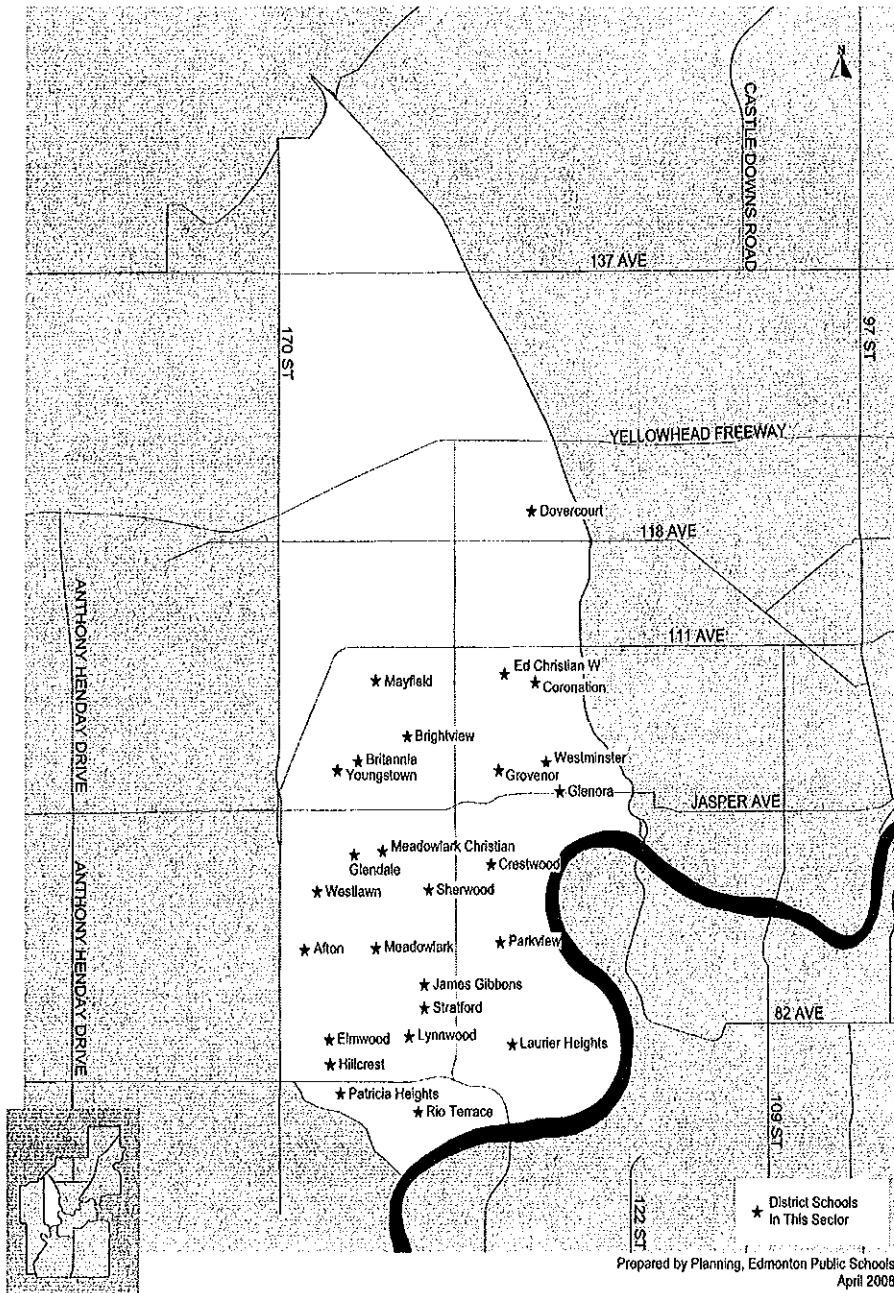 N
CASTLE DOWNS ROAD
137 AVE
170 ST
97 ST
YELLOWHEAD FREEWAY
★ Dovercourt
118 AVE
ANTHONY HENDAY DRIVE
111 AVE
★ Ed Christian W
★ Mayfield
★ Coronation
★ Brightview
★ Britannia
★ Westminster
★ Youngstown
★ Grovenor
★ Glenora
JASPER AVE
★ Meadowlark Christian
★ Glendale
★ Crestwood
★ Westlawn
★ Sherwood
ANTHONY HENDAY DRIVE
★ Afton
★ Meadowlark
★ Parkview
★ James Gibbons
★ Stratford
82 AVE
★ Elmwood
★ Lynnwood
★ Laurier Heights
★ Hillcrest
★ Patricia Heights
★ Rio Terrace
109 ST
122 ST
★ District Schools
In This Sector
Prepared by Planning, Edmonton Public Schools
April 2008